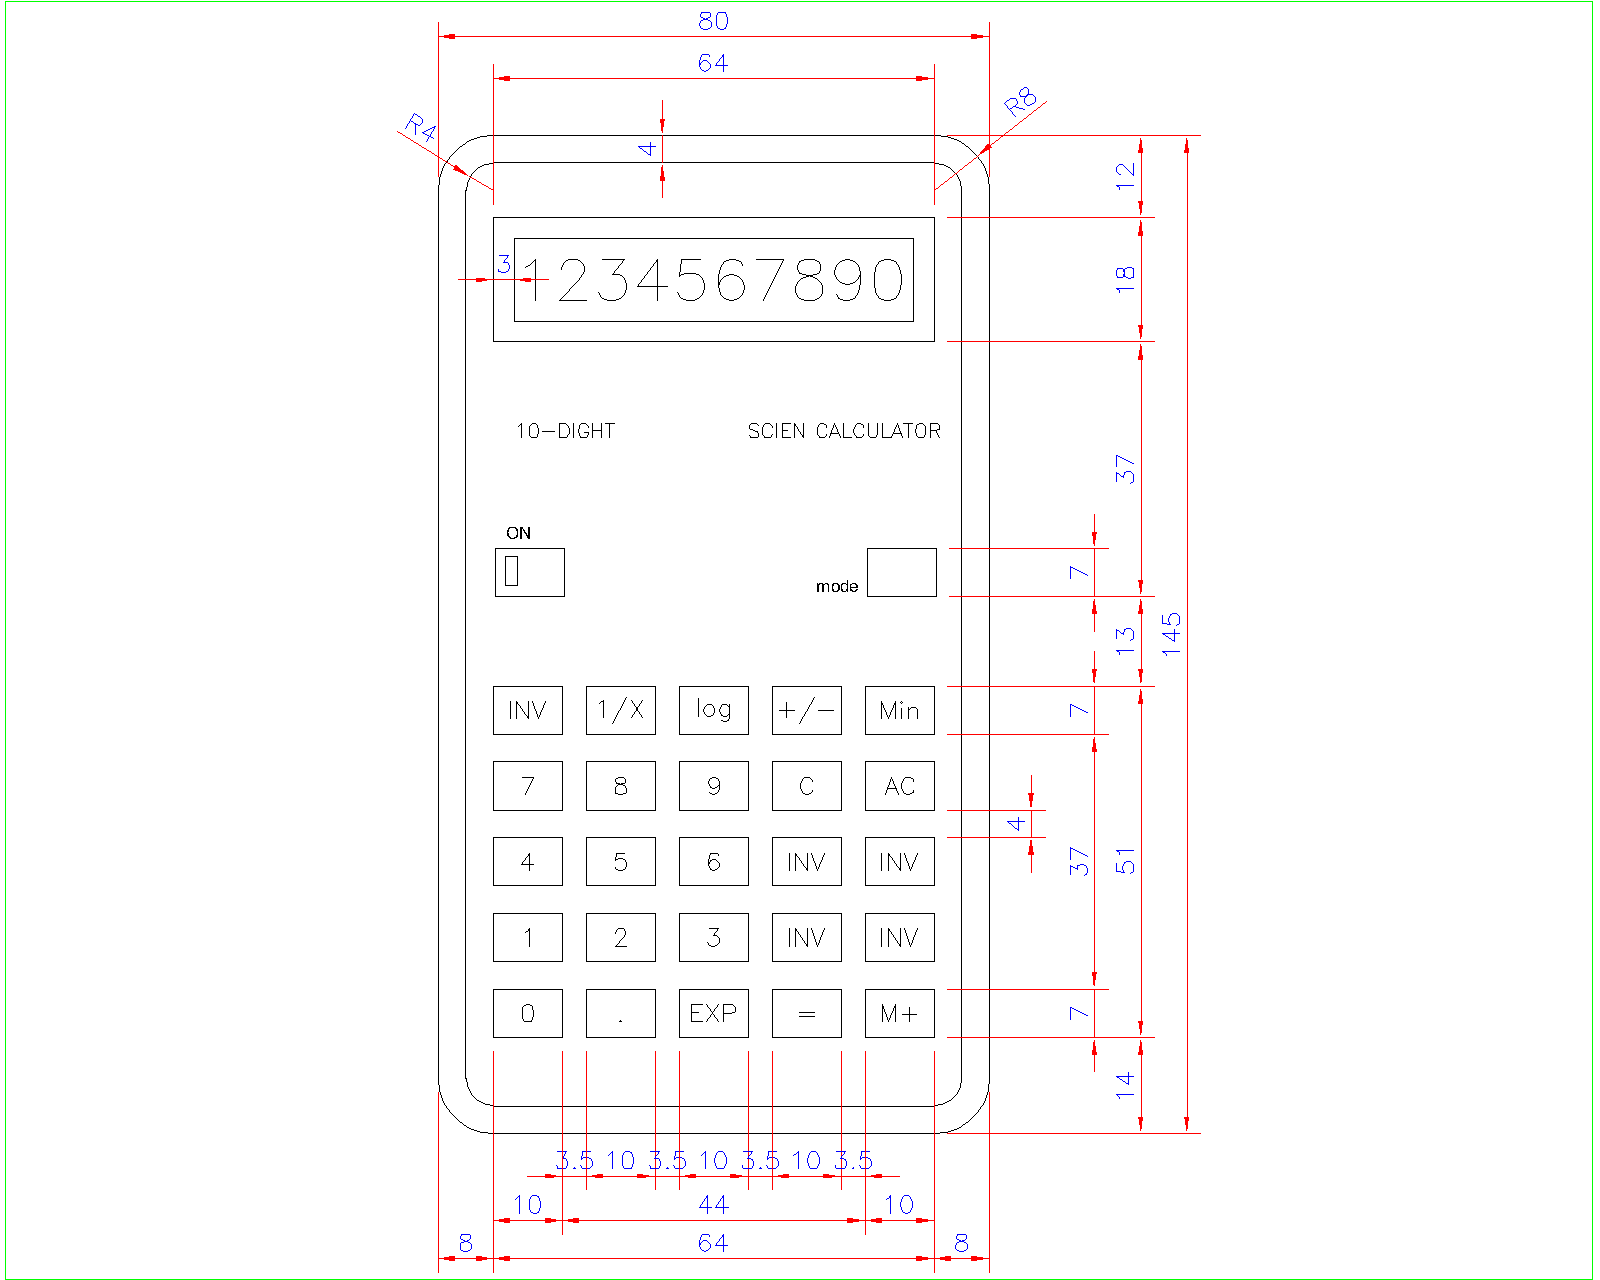 80
64
R4
R8
4
12
3
1234567890
18
10-DIGHT
SCIEN CALCULATOR
37
ON
mode
7
13
145
INV 1/X log +/- Min
7
7 8 9 C AC
4
4 5 6 INV INV
37
51
1 2 3 INV INV
0 . EXP = M+
7
14
3.5 10 3.5 10 3.5 10 3.5
10 44 10
8 64 8